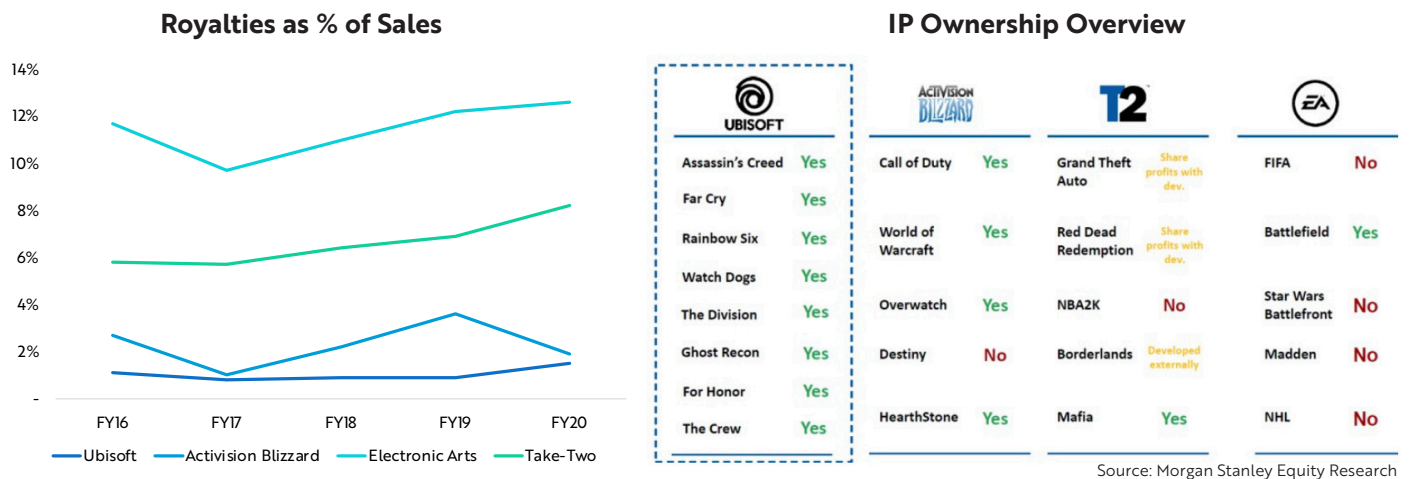 Royalties as % of Sales
14%
12%
10%
8%
6%
4%
2%
-
FY16 FY17 FY18 FY19 FY20
Ubisoft Activision Blizzard Electronic Arts Take-Two
IP Ownership Overview
UBISOFT
Assassin's Creed Yes
Far Cry Yes
Rainbow Six Yes
Watch Dogs Yes
The Division Yes
Ghost Recon Yes
For Honor Yes
The Crew Yes
ACTIVISION
BLIZZARD
Call of Duty Yes
World of
Warcraft
Yes
Overwatch Yes
Destiny No
HearthStone Yes
T2™
Grand Theft
Auto
Share
profits with
dev.
Red Dead
Redemption
Share
profits with
dev.
NBA2K No
Borderlands
Developed
externally
Mafia Yes
EA
FIFA No
Battlefield Yes
Star Wars
Battlefront
No
Madden No
NHL No
Source: Morgan Stanley Equity Research